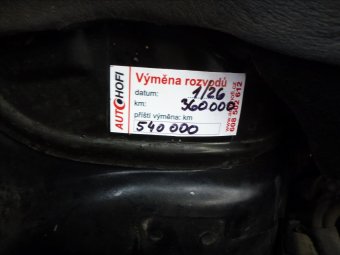 AUTOHOFI
Výměna rozvodů
datum: 1/26
km: 360000
příští výměna: km
540 000